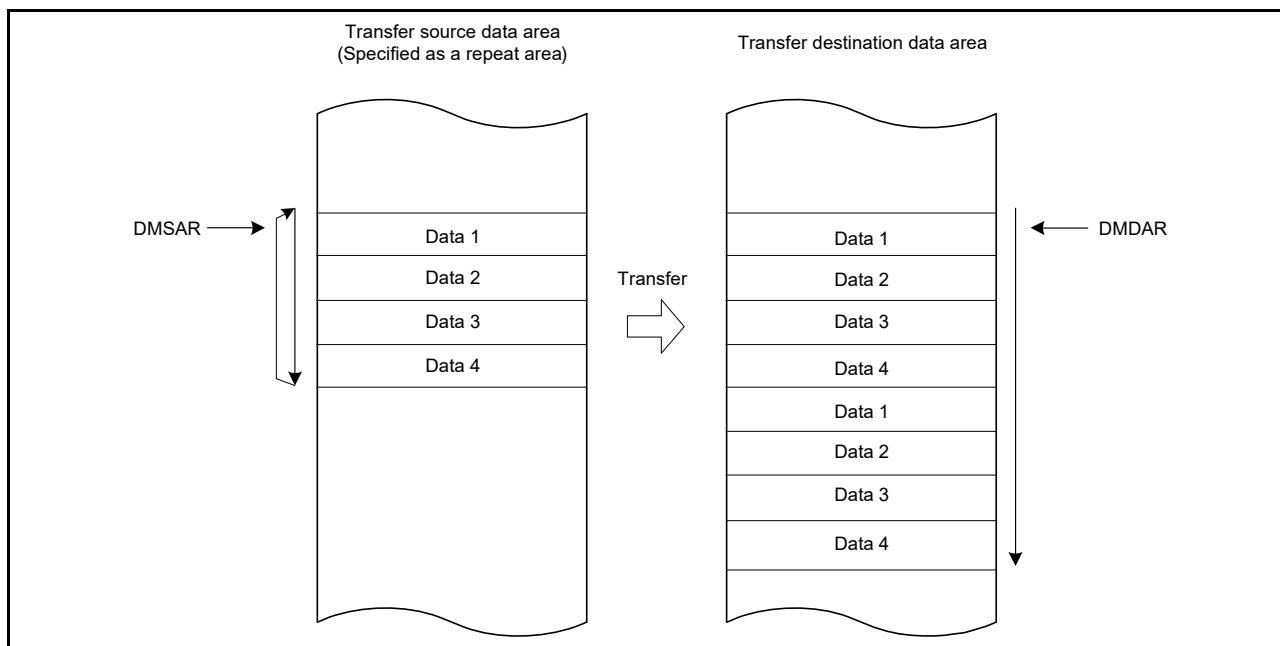 Transfer source data area
(Specified as a repeat area)
Transfer destination data area
DMSAR
Data 1
Data 2
Data 3
Data 4
Transfer
Data 1
Data 2
Data 3
Data 4
Data 1
Data 2
Data 3
Data 4
DMDAR